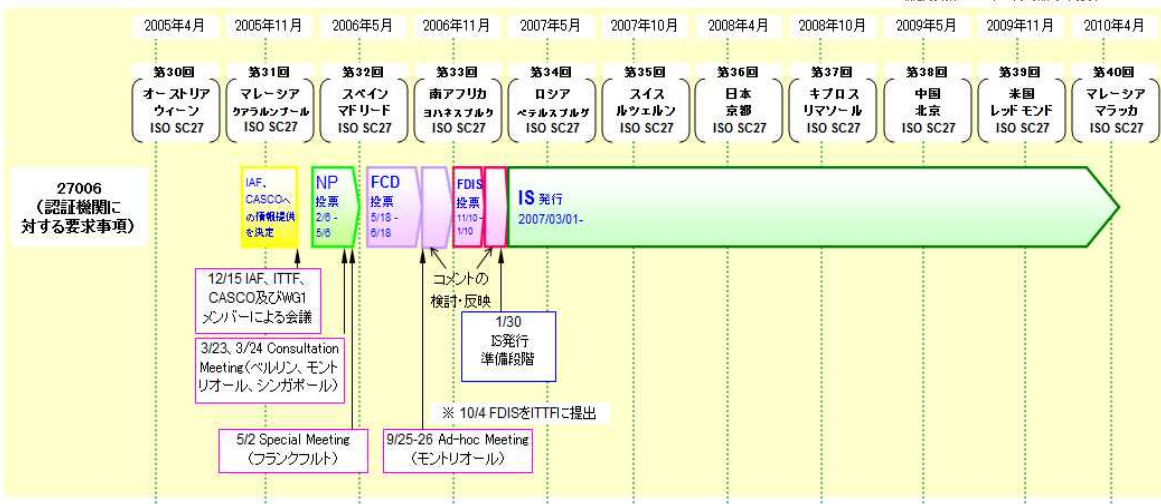 2005年4月 2005年11月 2006年5月 2006年11月 2007年5月 2007年10月 2008年4月 2008年10月 2009年5月 2009年11月 2010年4月
第30回 第31回 第32回 第33回 第34回 第35回 第36回 第37回 第38回 第39回 第40回
オーストリア マレーシア スペイン 南アフリカ ロシア スイス 日本 キプロス 中国 米国 マレーシア
ウィーン クアラルンプール マドリード ヨハネスブルク ペテルスブルグ ルツェルン 京都 リマソール 北京 レッドモンド マラッカ
ISO SC27 ISO SC27 ISO SC27 ISO SC27 ISO SC27 ISO SC27 ISO SC27 ISO SC27 ISO SC27 ISO SC27 ISO SC27
27006
(認証機関に
対する要求事項)
IAF、
CASCOへ
の情報提供
を決定
NP
投票
2/6 -
5/6
FCD
投票
5/18 -
6/18
FDIS
投票
11/10 -
1/10
IS 発行
2007/03/01-
12/15 IAF、ITTF、
CASCO及びWG1
メンバーによる会議
コメントの
検討・反映
3/23、3/24 Consultation
Meeting(ベルリン、モント
リオール、シンガポール)
1/30
IS発行
準備段階
※ 10/4 FDISをITTFに提出
5/2 Special Meeting
(フランクフルト)
9/25-26 Ad-hoc Meeting
(モントリオール)